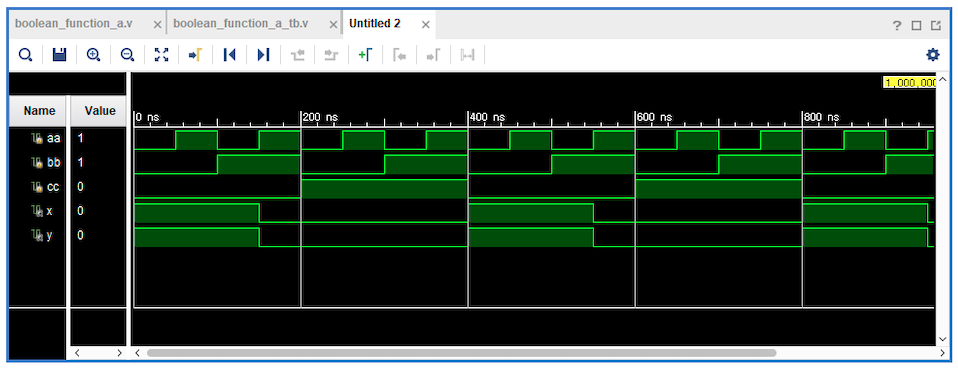 boolean_function_a.v × boolean_function_a_tb.v × Untitled 2 ×
1,000,000
Name Value
0 ns 200 ns 400 ns 600 ns 800 ns
aa 1
bb 1
cc 0
x 0
y 0